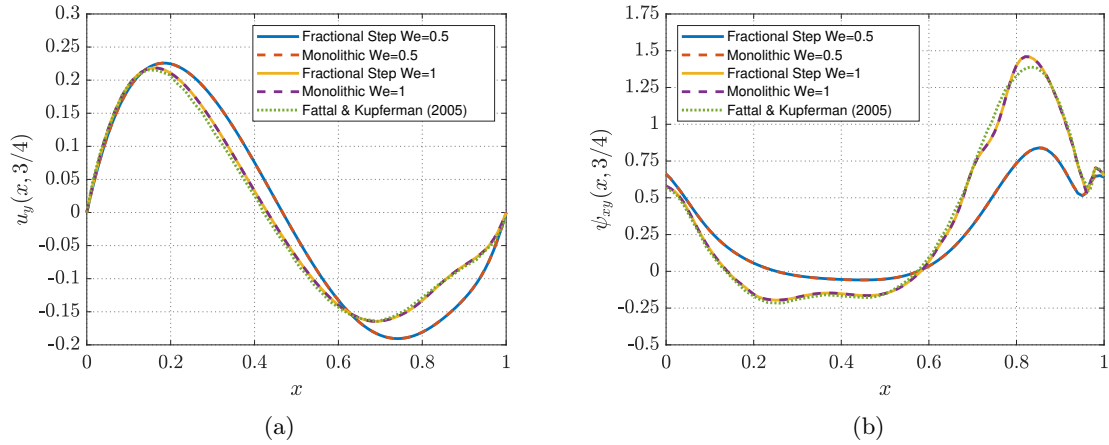 0.3
0.25
0.2
0.15
0.1
0.05
0
-0.05
-0.1
-0.15
-0.2
u_y(x, 3/4)
Fractional Step We=0.5
Monolithic We=0.5
Fractional Step We=1
Monolithic We=1
Fattal & Kupferman (2005)
0 0.2 0.4 0.6 0.8 1
x
(a)
1.75
1.5
1.25
1
0.75
0.5
0.25
0
-0.25
-0.5
ψ_xy(x, 3/4)
Fractional Step We=0.5
Monolithic We=0.5
Fractional Step We=1
Monolithic We=1
Fattal & Kupferman (2005)
0 0.2 0.4 0.6 0.8 1
x
(b)